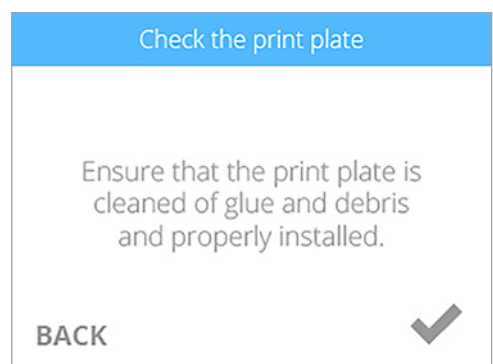 Check the print plate
Ensure that the print plate is
cleaned of glue and debris
and properly installed.
BACK